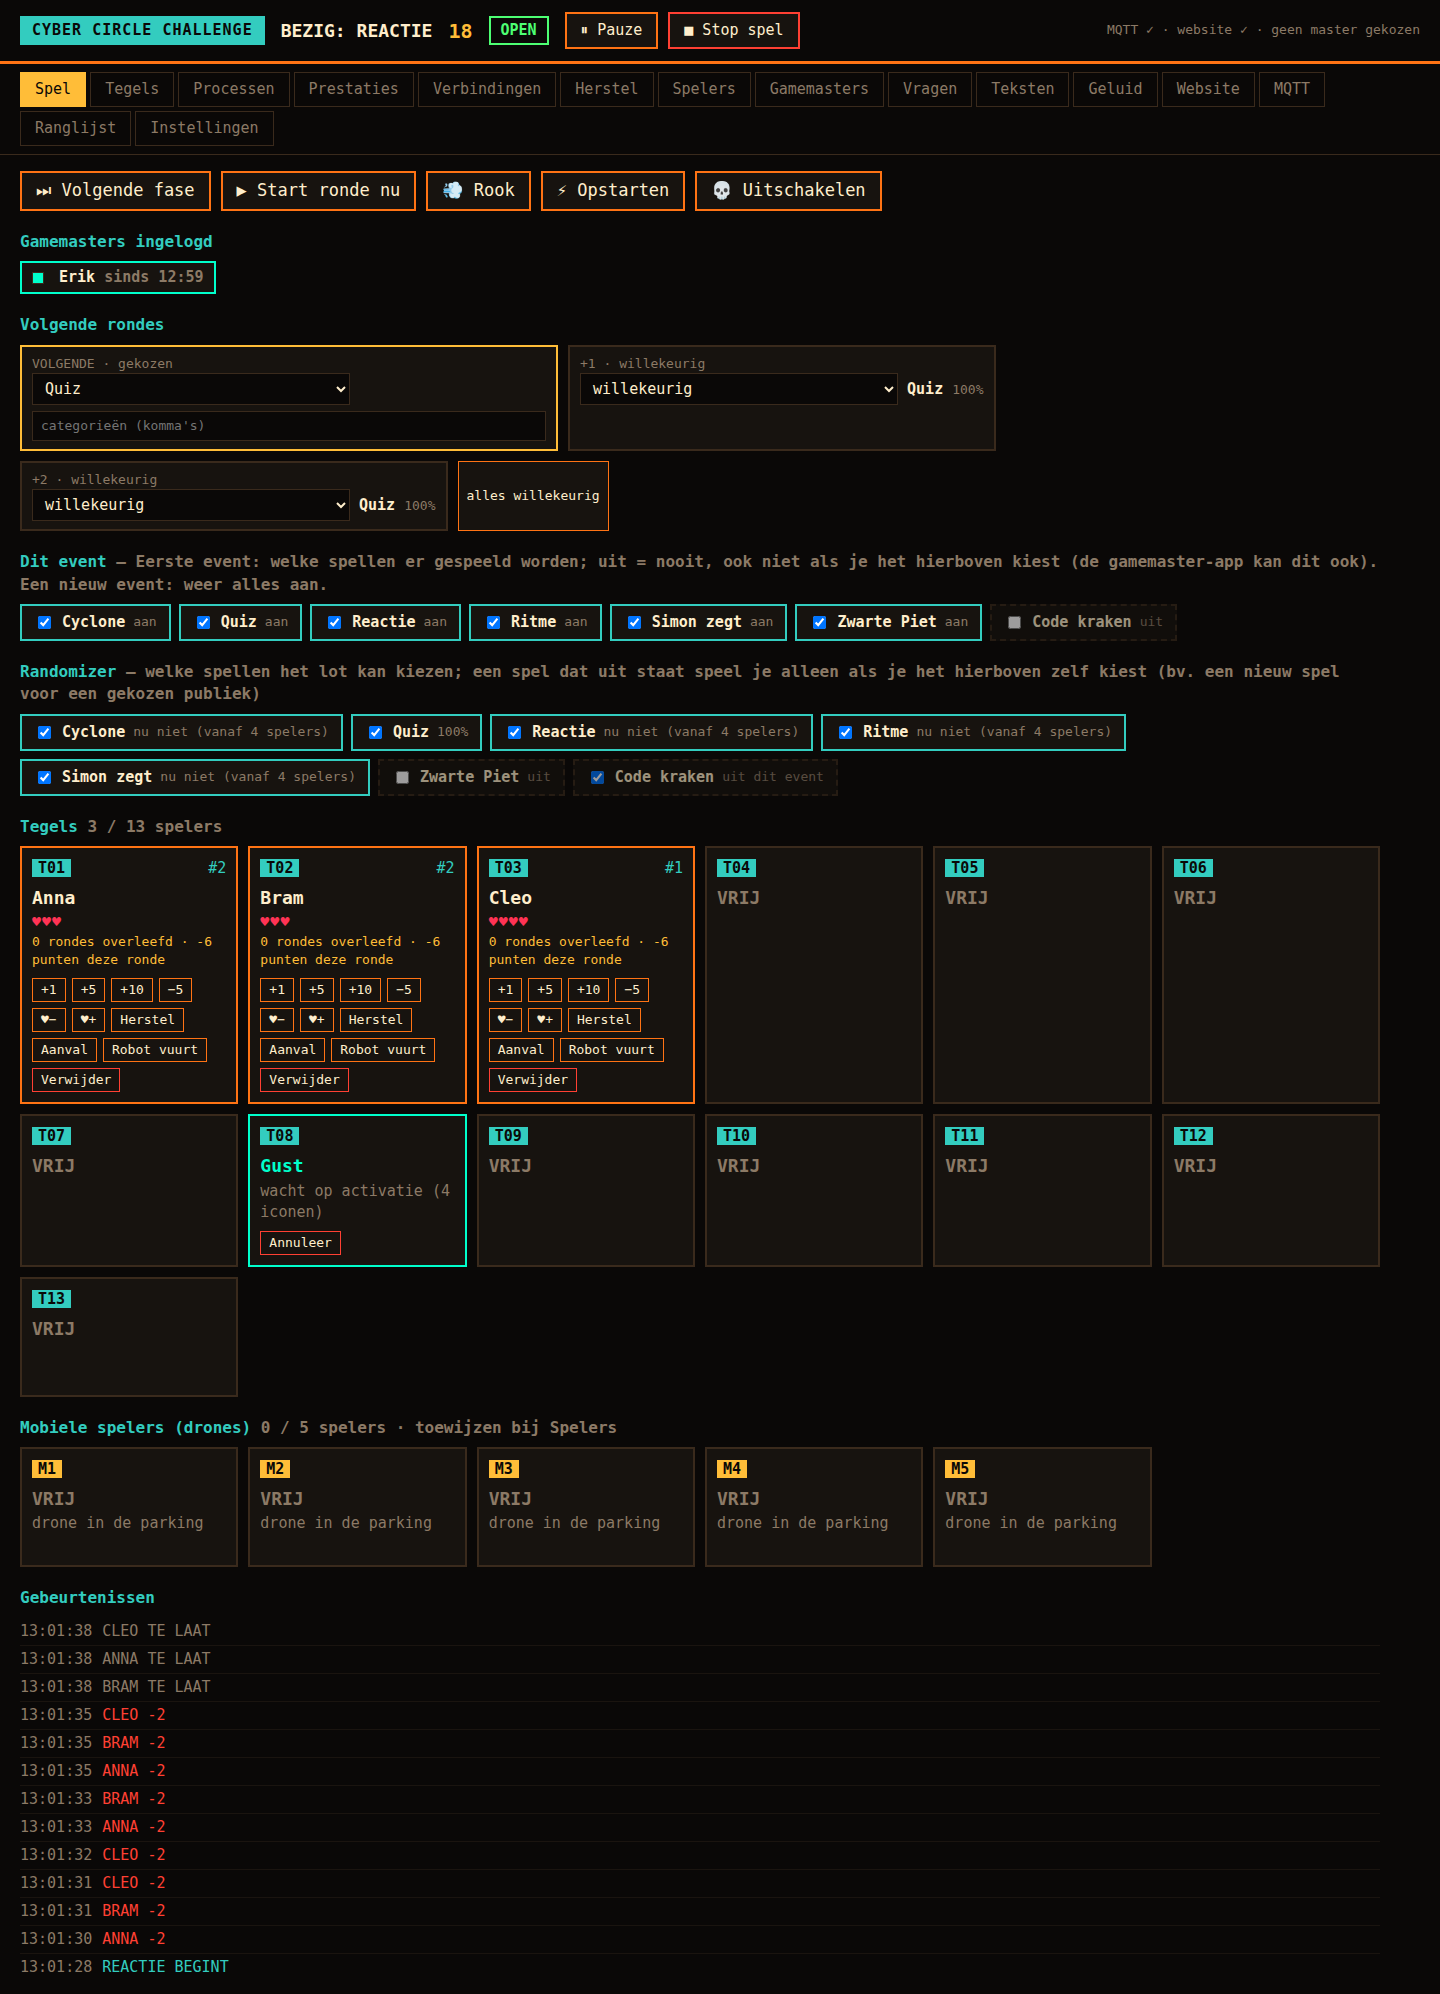 CYBER CIRCLE CHALLENGE BEZIG: REACTIE 18 OPEN ⏸ Pauze ■ Stop spel MQTT ✓ · website ✓ · geen master gekozen
Spel Tegels Processen Prestaties Verbindingen Herstel Spelers Gamemasters Vragen Teksten Geluid Website MQTT
Ranglijst Instellingen
⏭ Volgende fase ▶ Start ronde nu 💨 Rook ⚡ Opstarten 💀 Uitschakelen
Gamemasters ingelogd
Erik sinds 12:59
Volgende rondes
VOLGENDE · gekozen
Quiz
categorieën (komma's)
+1 · willekeurig
willekeurig Quiz 100%
+2 · willekeurig
willekeurig Quiz 100%
alles willekeurig
Dit event — Eerste event: welke spellen er gespeeld worden; uit = nooit, ook niet als je het hierboven kiest (de gamemaster-app kan dit ook).
Een nieuw event: weer alles aan.
Cyclone aan Quiz aan Reactie aan Ritme aan Simon zegt aan Zwarte Piet aan Code kraken uit
Randomizer — welke spellen het lot kan kiezen; een spel dat uit staat speel je alleen als je het hierboven zelf kiest (bv. een nieuw spel
voor een gekozen publiek)
Cyclone nu niet (vanaf 4 spelers) Quiz 100% Reactie nu niet (vanaf 4 spelers) Ritme nu niet (vanaf 4 spelers)
Simon zegt nu niet (vanaf 4 spelers) Zwarte Piet uit Code kraken uit dit event
Tegels 3 / 13 spelers
T01 #2
Anna
♥♥♥
0 rondes overleefd · -6
punten deze ronde
+1 +5 +10 −5
♥− ♥+ Herstel
Aanval Robot vuurt
Verwijder
T02 #2
Bram
♥♥♥
0 rondes overleefd · -6
punten deze ronde
+1 +5 +10 −5
♥− ♥+ Herstel
Aanval Robot vuurt
Verwijder
T03 #1
Cleo
♥♥♥♥
0 rondes overleefd · -6
punten deze ronde
+1 +5 +10 −5
♥− ♥+ Herstel
Aanval Robot vuurt
Verwijder
T04
VRIJ
T05
VRIJ
T06
VRIJ
T07
VRIJ
T08
Gust
wacht op activatie (4
iconen)
Annuleer
T09
VRIJ
T10
VRIJ
T11
VRIJ
T12
VRIJ
T13
VRIJ
Mobiele spelers (drones) 0 / 5 spelers · toewijzen bij Spelers
M1
VRIJ
drone in de parking
M2
VRIJ
drone in de parking
M3
VRIJ
drone in de parking
M4
VRIJ
drone in de parking
M5
VRIJ
drone in de parking
Gebeurtenissen
13:01:38 CLEO TE LAAT
13:01:38 ANNA TE LAAT
13:01:38 BRAM TE LAAT
13:01:35 CLEO -2
13:01:35 BRAM -2
13:01:35 ANNA -2
13:01:33 BRAM -2
13:01:33 ANNA -2
13:01:32 CLEO -2
13:01:31 CLEO -2
13:01:31 BRAM -2
13:01:30 ANNA -2
13:01:28 REACTIE BEGINT